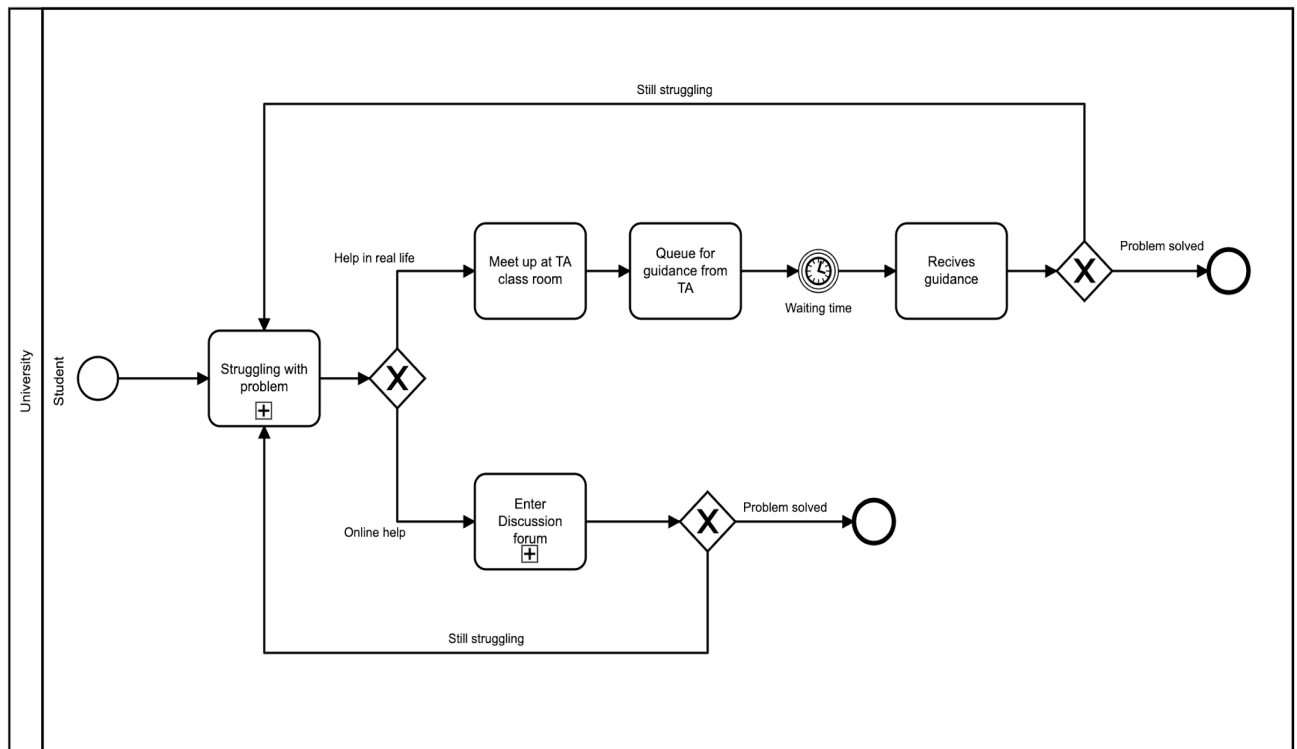 University
Student
Still struggling
Help in real life
Meet up at TA
class room
Queue for
guidance from
TA
Waiting time
Recives
guidance
Problem solved
Struggling with
problem
Online help
Enter
Discussion
forum
Problem solved
Still struggling